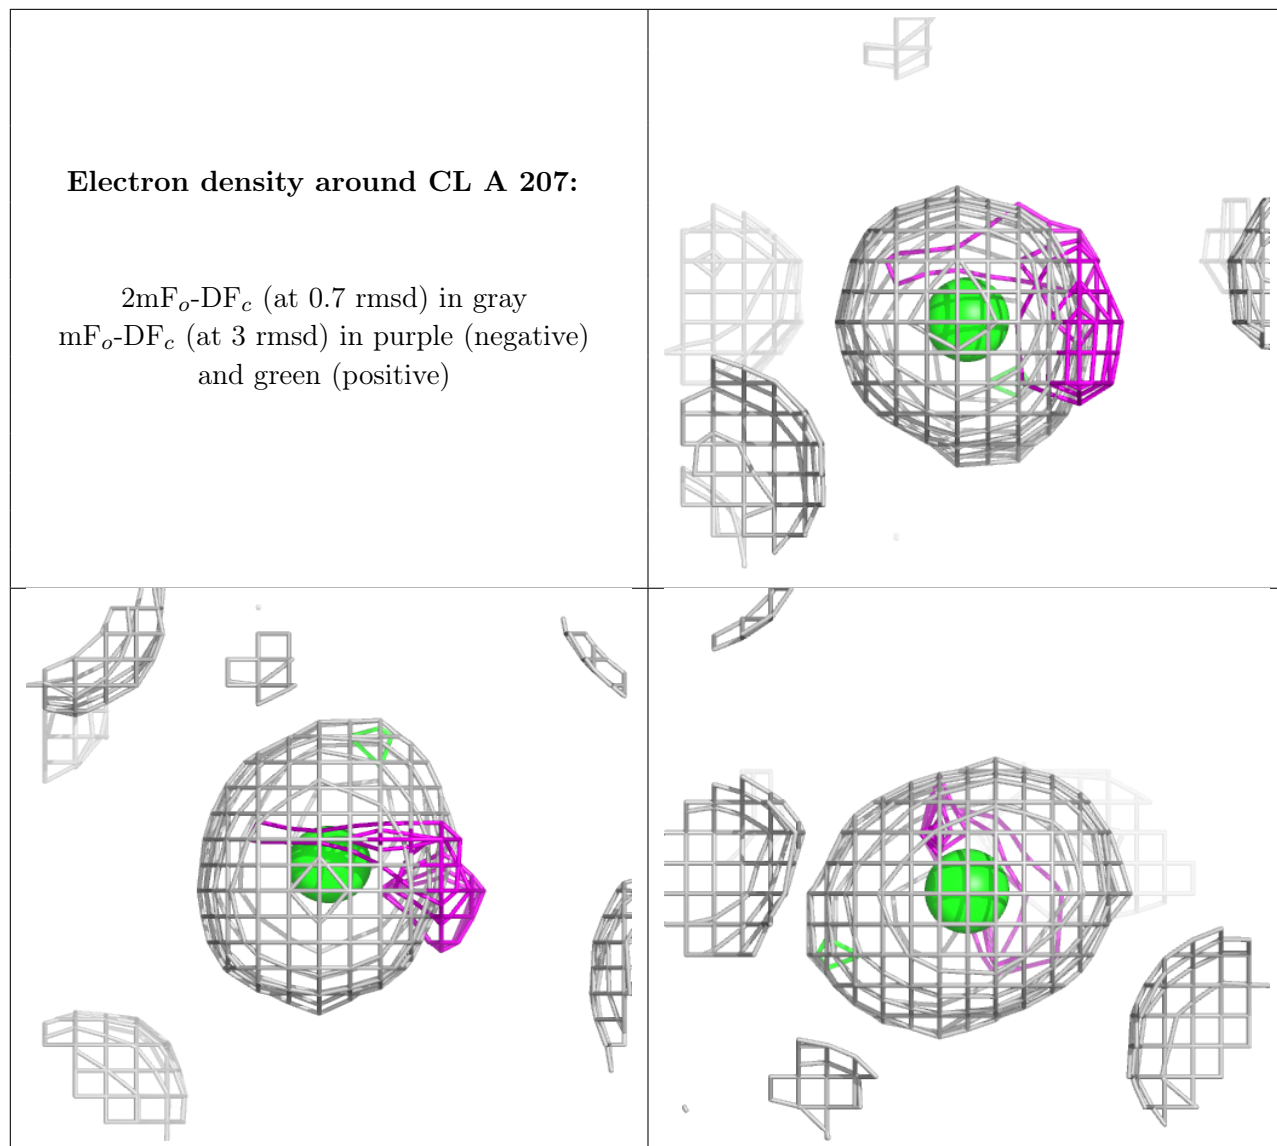 Electron density around CL A 207:
2mFo-DFc (at 0.7 rmsd) in gray
mFo-DFc (at 3 rmsd) in purple (negative)
and green (positive)